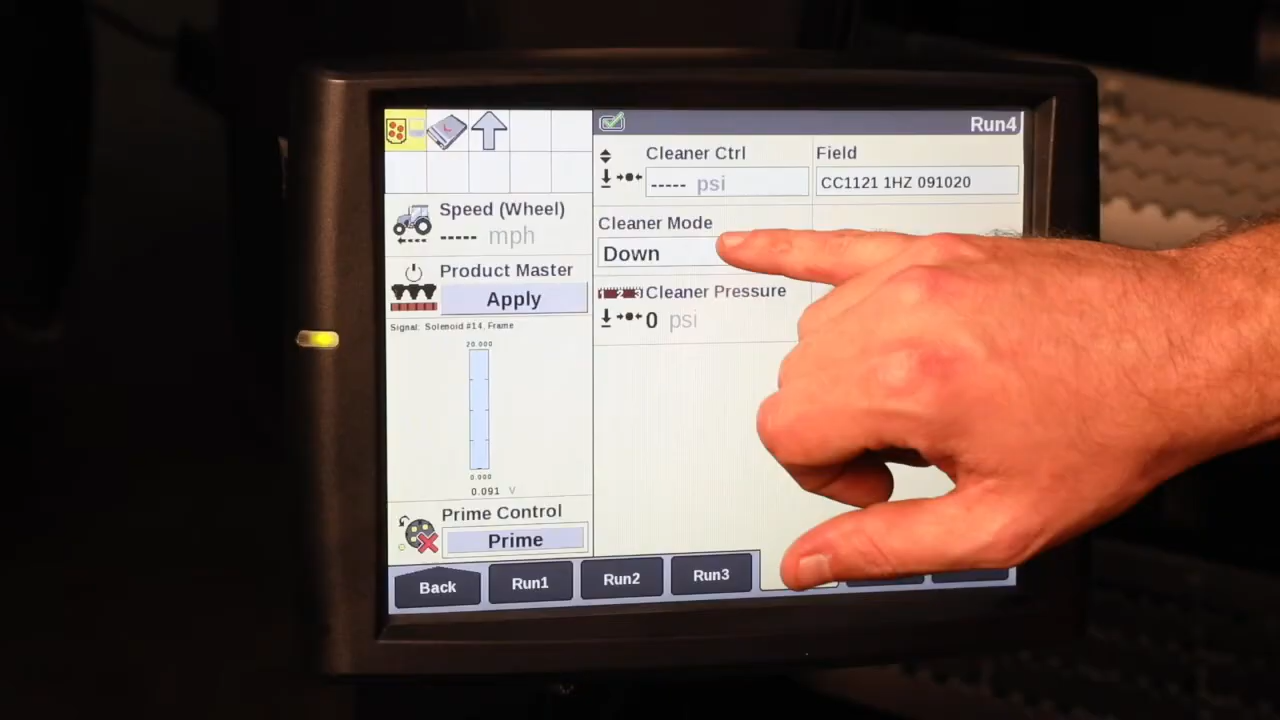 Run4
Cleaner Ctrl
----- psi
Field
CC1121 1HZ 091020
Speed (Wheel)
----- mph
Cleaner Mode
Down
Product Master
Apply
Cleaner Pressure
0 psi
Signal: Solenoid #14, Frame
20.000
0.000
0.091 V
Prime Control
Prime
Back
Run1
Run2
Run3